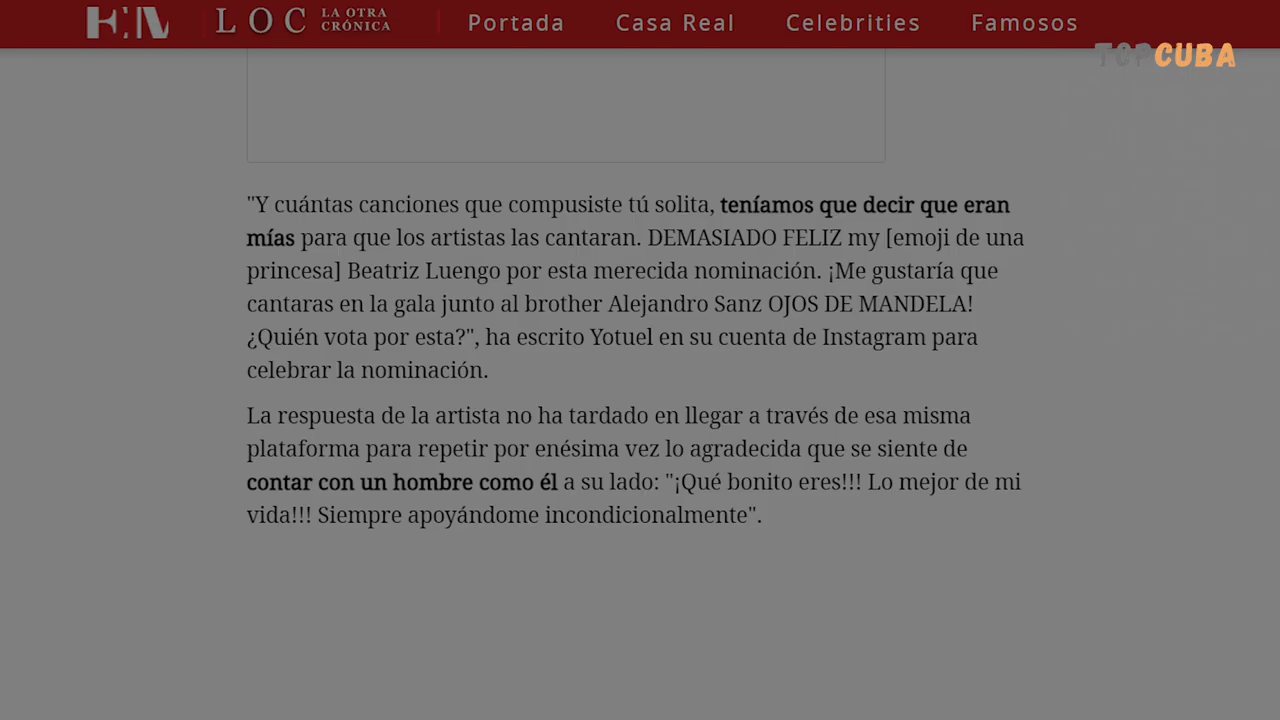 EM LOC LA OTRA CRÓNICA Portada Casa Real Celebrities Famosos
TOPCUBA
"Y cuántas canciones que compusiste tú solita, teníamos que decir que eran
mías para que los artistas las cantaran. DEMASIADO FELIZ my [emoji de una
princesa] Beatriz Luengo por esta merecida nominación. ¡Me gustaría que
cantaras en la gala junto al brother Alejandro Sanz OJOS DE MANDELA!
¿Quién vota por esta?", ha escrito Yotuel en su cuenta de Instagram para
celebrar la nominación.
La respuesta de la artista no ha tardado en llegar a través de esa misma
plataforma para repetir por enésima vez lo agradecida que se siente de
contar con un hombre como él a su lado: "¡Qué bonito eres!!! Lo mejor de mi
vida!!! Siempre apoyándome incondicionalmente".